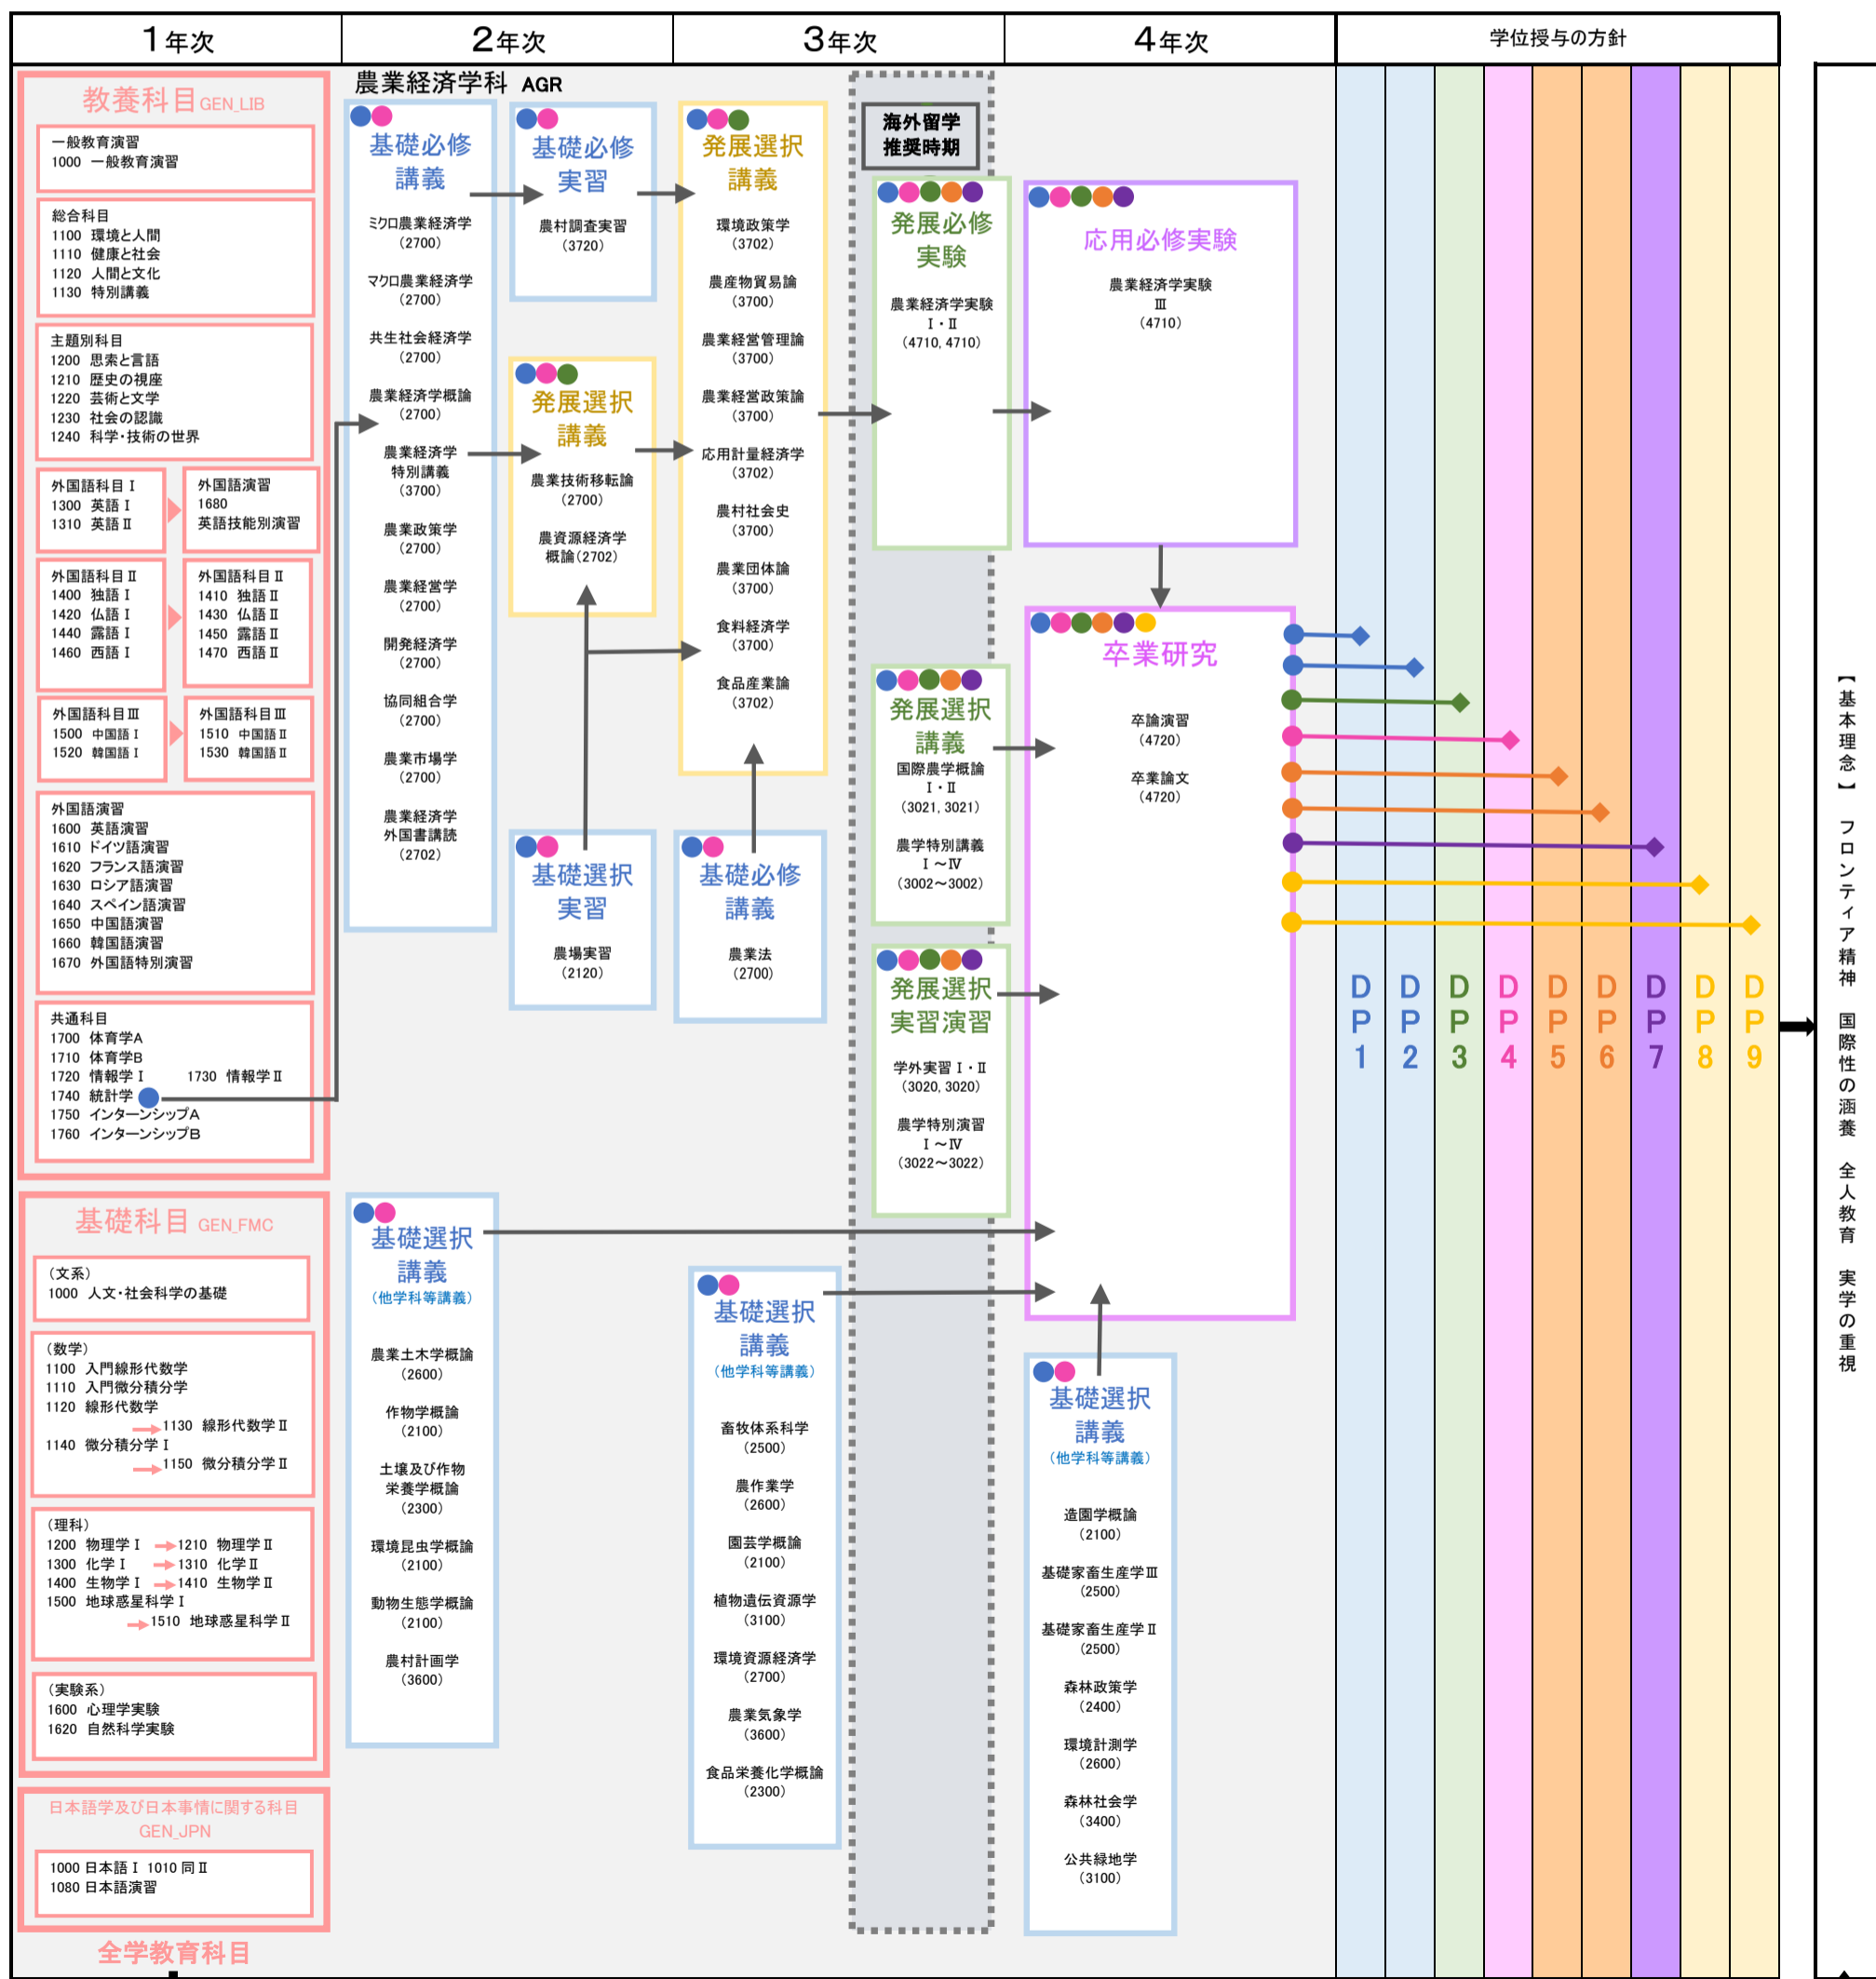 1年次
2年次
3年次
4年次
学位授与の方針
教養科目GEN_LIB
一般教育演習
1000 一般教育演習
総合科目
1100 環境と人間
1110 健康と社会
1120 人間と文化
1130 特別講義
主題別科目
1200 思索と言語
1210 歴史の視座
1220 芸術と文学
1230 社会の認識
1240 科学・技術の世界
外国語科目Ⅰ
1300 英語Ⅰ
1310 英語Ⅱ
外国語演習
1680
英語技能別演習
外国語科目Ⅱ
1400 独語Ⅰ
1420 仏語Ⅰ
1440 露語Ⅰ
1460 西語Ⅰ
外国語科目Ⅱ
1410 独語Ⅱ
1430 仏語Ⅱ
1450 露語Ⅱ
1470 西語Ⅱ
外国語科目Ⅲ
1500 中国語Ⅰ
1520 韓国語Ⅰ
外国語科目Ⅲ
1510 中国語Ⅱ
1530 韓国語Ⅱ
外国語演習
1600 英語演習
1610 ドイツ語演習
1620 フランス語演習
1630 ロシア語演習
1640 スペイン語演習
1650 中国語演習
1660 韓国語演習
1670 外国語特別演習
共通科目
1700 体育学A
1710 体育学B
1720 情報学Ⅰ 1730 情報学Ⅱ
1740 統計学
1750 インターンシップA
1760 インターンシップB
基礎科目 GEN_FMC
(文系)
1000 人文・社会科学の基礎
(数学)
1100 入門線形代数学
1110 入門微分積分学
1120 線形代数学
1130 線形代数学Ⅱ
1140 微分積分学Ⅰ
1150 微分積分学Ⅱ
(理科)
1200 物理学Ⅰ 1210 物理学Ⅱ
1300 化学Ⅰ 1310 化学Ⅱ
1400 生物学Ⅰ 1410 生物学Ⅱ
1500 地球惑星科学Ⅰ
1510 地球惑星科学Ⅱ
(実験系)
1600 心理学実験
1620 自然科学実験
日本語学及び日本事情に関する科目
GEN_JPN
1000 日本語Ⅰ 1010 同Ⅱ
1080 日本語演習
全学教育科目
農業経済学科 AGR
基礎必修
講義
ミクロ農業経済学
(2700)
マクロ農業経済学
(2700)
共生社会経済学
(2700)
農業経済学概論
(2700)
農業経済学
特別講義
(3700)
農業政策学
(2700)
農業経営学
(2700)
開発経済学
(2700)
協同組合学
(2700)
農業市場学
(2700)
農業経済学
外国書講読
(2702)
基礎選択
講義
(他学科等講義)
農業土木学概論
(2600)
作物学概論
(2100)
土壌及び作物
栄養学概論
(2300)
環境昆虫学概論
(2100)
動物生態学概論
(2100)
農村計画学
(3600)
基礎必修
実習
農村調査実習
(3720)
発展選択
講義
農業技術移転論
(2700)
農資源経済学
概論(2702)
基礎選択
実習
農場実習
(2120)
発展選択
講義
環境政策学
(3702)
農産物貿易論
(3700)
農業経営管理論
(3700)
農業経営政策論
(3700)
応用計量経済学
(3702)
農村社会史
(3700)
農業団体論
(3700)
食料経済学
(3700)
食品産業論
(3702)
基礎必修
講義
農業法
(2700)
基礎選択
講義
(他学科等講義)
畜牧体系科学
(2500)
農作業学
(2600)
園芸学概論
(2100)
植物遺伝資源学
(3100)
環境資源経済学
(2700)
農業気象学
(3600)
食品栄養化学概論
(2300)
海外留学
推奨時期
発展必修
実験
農業経済学実験
Ⅰ・Ⅱ
(4710, 4710)
発展選択
講義
国際農学概論
Ⅰ・Ⅱ
(3021, 3021)
農学特別講義
Ⅰ～Ⅳ
(3002～3002)
発展選択
実習演習
学外実習Ⅰ・Ⅱ
(3020, 3020)
農学特別演習
Ⅰ～Ⅳ
(3022～3022)
応用必修実験
農業経済学実験
Ⅲ
(4710)
卒業研究
卒論演習
(4720)
卒業論文
(4720)
基礎選択
講義
(他学科等講義)
造園学概論
(2100)
基礎家畜生産学Ⅲ
(2500)
基礎家畜生産学Ⅱ
(2500)
森林政策学
(2400)
環境計測学
(2600)
森林社会学
(3400)
公共緑地学
(3100)
DP1
DP2
DP3
DP4
DP5
DP6
DP7
DP8
DP9
【基本理念】 フロンティア精神 国際性の涵養 全人教育 実学の重視